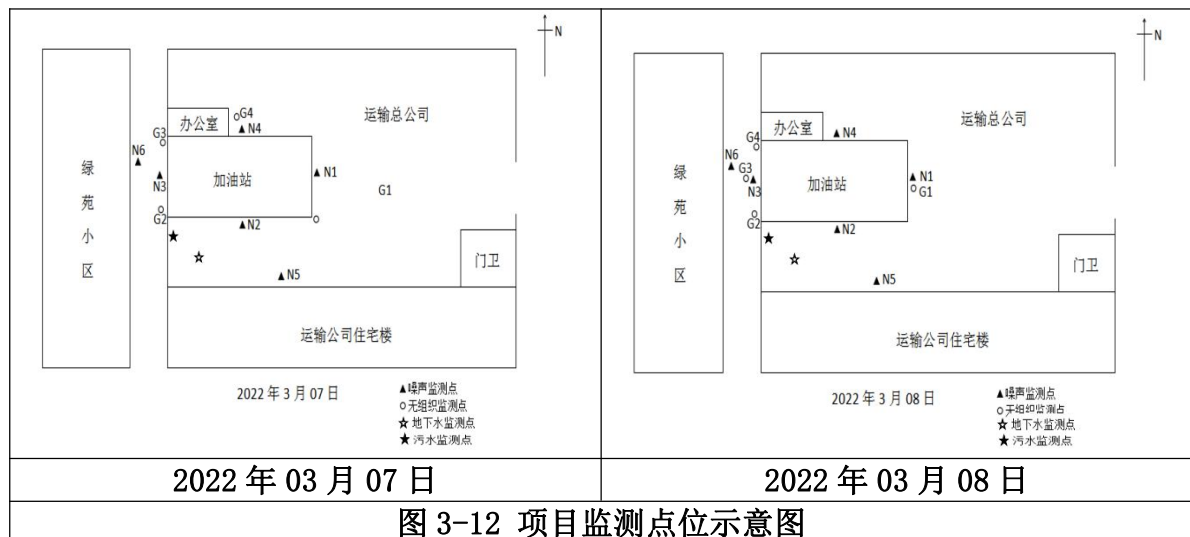 N
绿苑小区
办公室
G4
N4
运输总公司
G3
N6
加油站
N1
N3
G1
G2
N2
N5
门卫
运输公司住宅楼
2022 年 3 月 07 日
▲噪声监测点
○无组织监测点
☆地下水监测点
★污水监测点
N
绿苑小区
办公室
N4
运输总公司
G4
N6
G3
加油站
N1
N3
G1
G2
N2
N5
门卫
运输公司住宅楼
2022 年 3 月 08 日
▲噪声监测点
○无组织监测点
☆地下水监测点
★污水监测点
2022 年 03 月 07 日
2022 年 03 月 08 日
图 3-12 项目监测点位示意图